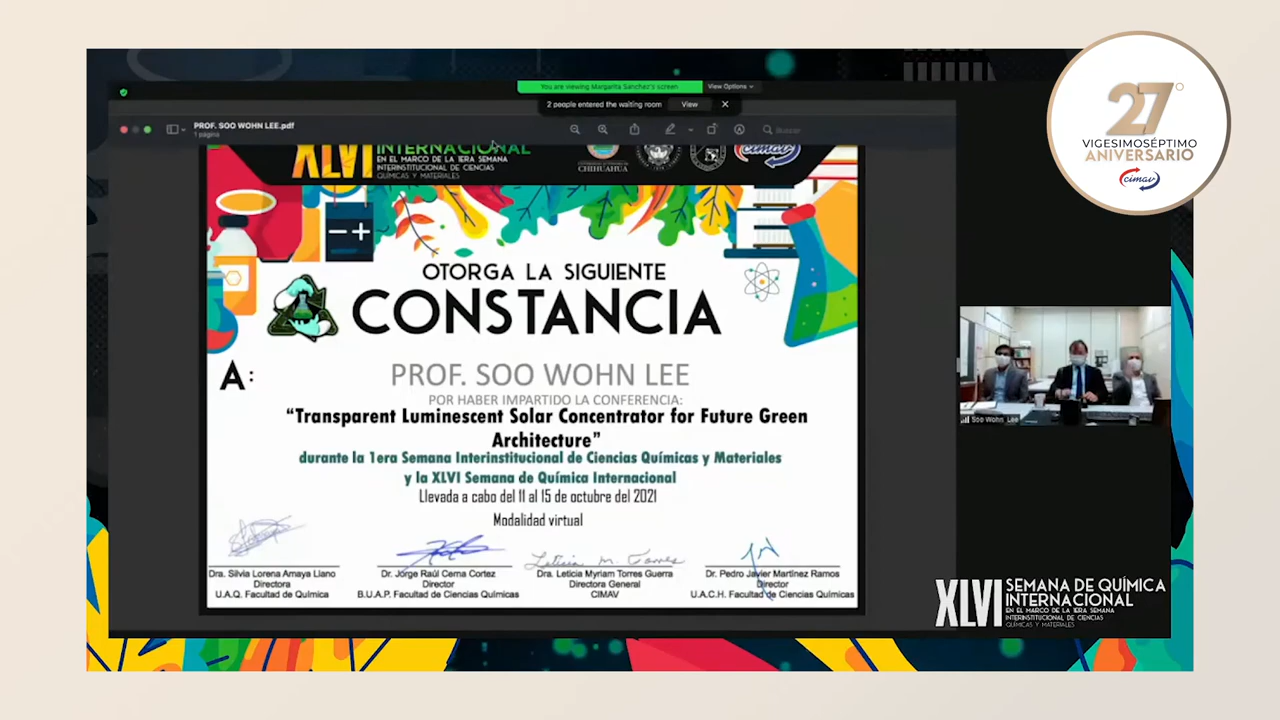 You are viewing Margarita Sanchez's screen
View Options
2 people entered the waiting room
View
PROF. SOO WOHN LEE.pdf
1 página
Buscar
XLVI
INTERNACIONAL
EN EL MARCO DE LA 1ERA SEMANA
INTERINSTITUCIONAL DE CIENCIAS
QUÍMICAS Y MATERIALES
CHIHUAHUA
cimav
OTORGA LA SIGUIENTE
CONSTANCIA
A:
PROF. SOO WOHN LEE
POR HABER IMPARTIDO LA CONFERENCIA:
“Transparent Luminescent Solar Concentrator for Future Green
Architecture”
durante la 1era Semana Interinstitucional de Ciencias Químicas y Materiales
y la XLVI Semana de Química Internacional
Llevada a cabo del 11 al 15 de octubre del 2021
Modalidad virtual
Leticia M. Torres
Dra. Silvia Lorena Amaya Llano
Directora
U.A.Q. Facultad de Química
Dr. Jorge Raúl Cerna Cortez
Director
B.U.A.P. Facultad de Ciencias Químicas
Dra. Leticia Myriam Torres Guerra
Directora General
CIMAV
Dr. Pedro Javier Martínez Ramos
Director
U.A.C.H. Facultad de Ciencias Químicas
27°
VIGESIMOSÉPTIMO
ANIVERSARIO
cimav
Soo Wohn Lee
XLVI
SEMANA DE QUÍMICA
INTERNACIONAL
EN EL MARCO DE LA 1ERA SEMANA
INTERINSTITUCIONAL DE CIENCIAS
QUÍMICAS Y MATERIALES